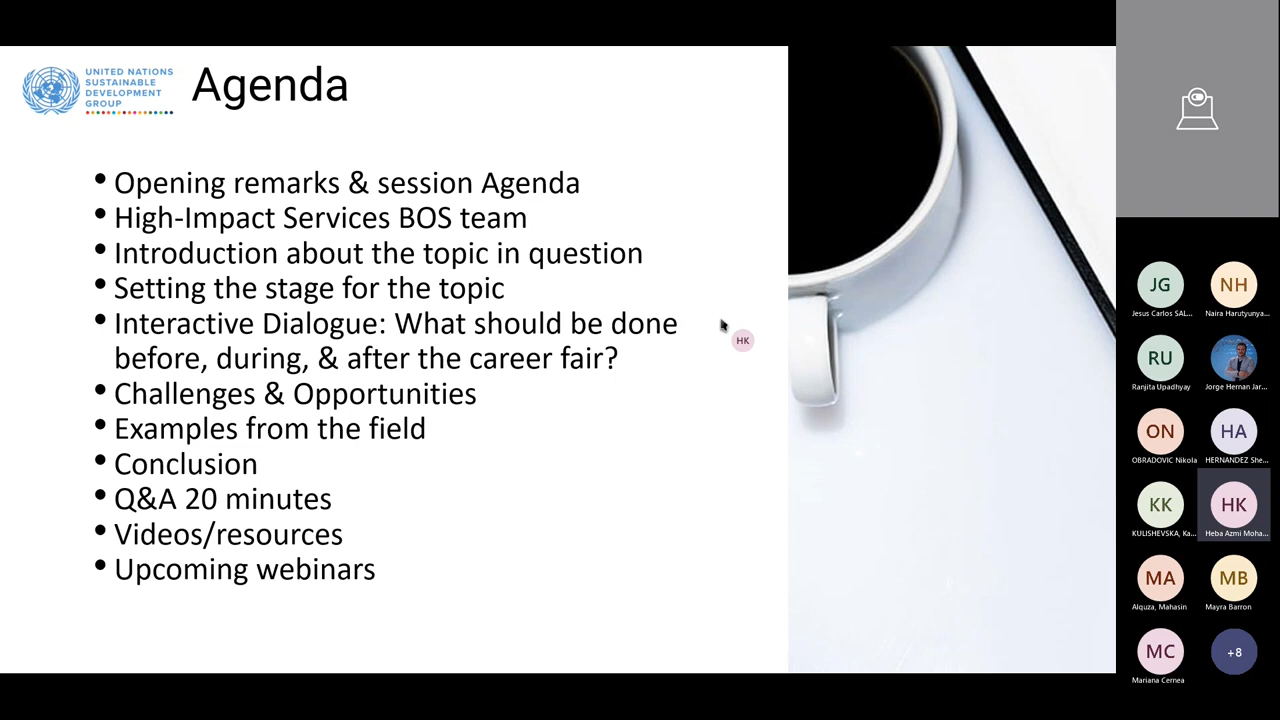 UNITED NATIONS
SUSTAINABLE
DEVELOPMENT
GROUP
Agenda
• Opening remarks & session Agenda
• High-Impact Services BOS team
• Introduction about the topic in question
• Setting the stage for the topic
• Interactive Dialogue: What should be done
before, during, & after the career fair?
• Challenges & Opportunities
• Examples from the field
• Conclusion
• Q&A 20 minutes
• Videos/resources
• Upcoming webinars
HK
JG
NH
Jesus Carlos SAL...
Naira Harutyunya...
RU
Ranjita Upadhyay
Jorge Hernan Jar...
ON
HA
OBRADOVIC Nikola
HERNANDEZ She...
KK
HK
KULISHEVSKA, Ka...
Heba Azmi Moha...
MA
MB
Alquza, Mahasin
Mayra Barron
MC
+8
Mariana Cernea